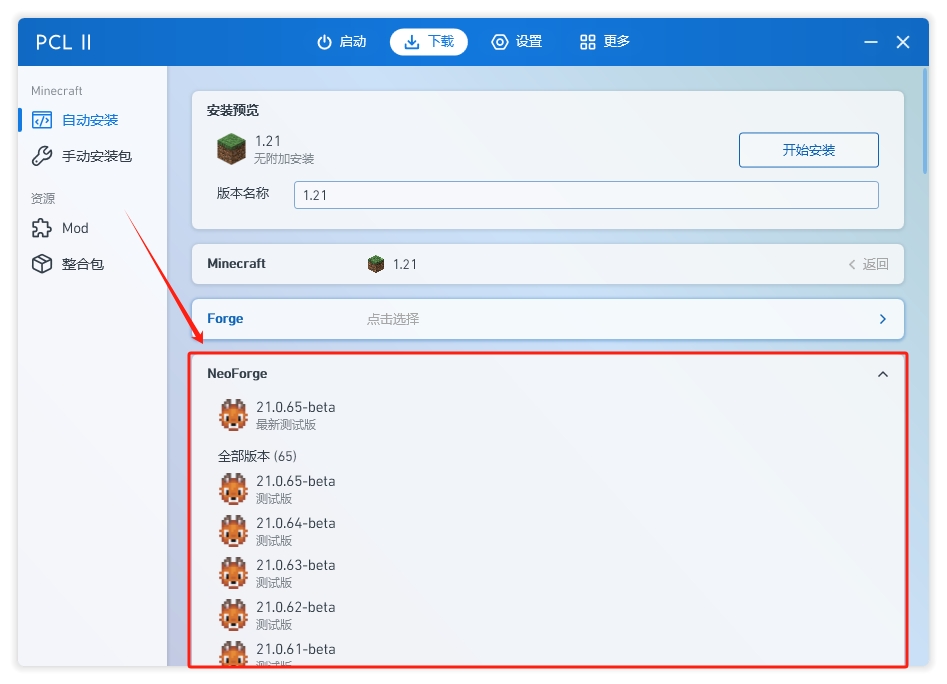 PCL II
启动
下载
设置
更多
Minecraft
自动安装
手动安装包
资源
Mod
整合包
安装预览
1.21
无附加安装
开始安装
版本名称
1.21
Minecraft
1.21
返回
Forge
点击选择
NeoForge
21.0.65-beta
最新测试版
全部版本 (65)
21.0.65-beta
测试版
21.0.64-beta
测试版
21.0.63-beta
测试版
21.0.62-beta
测试版
21.0.61-beta
测试版